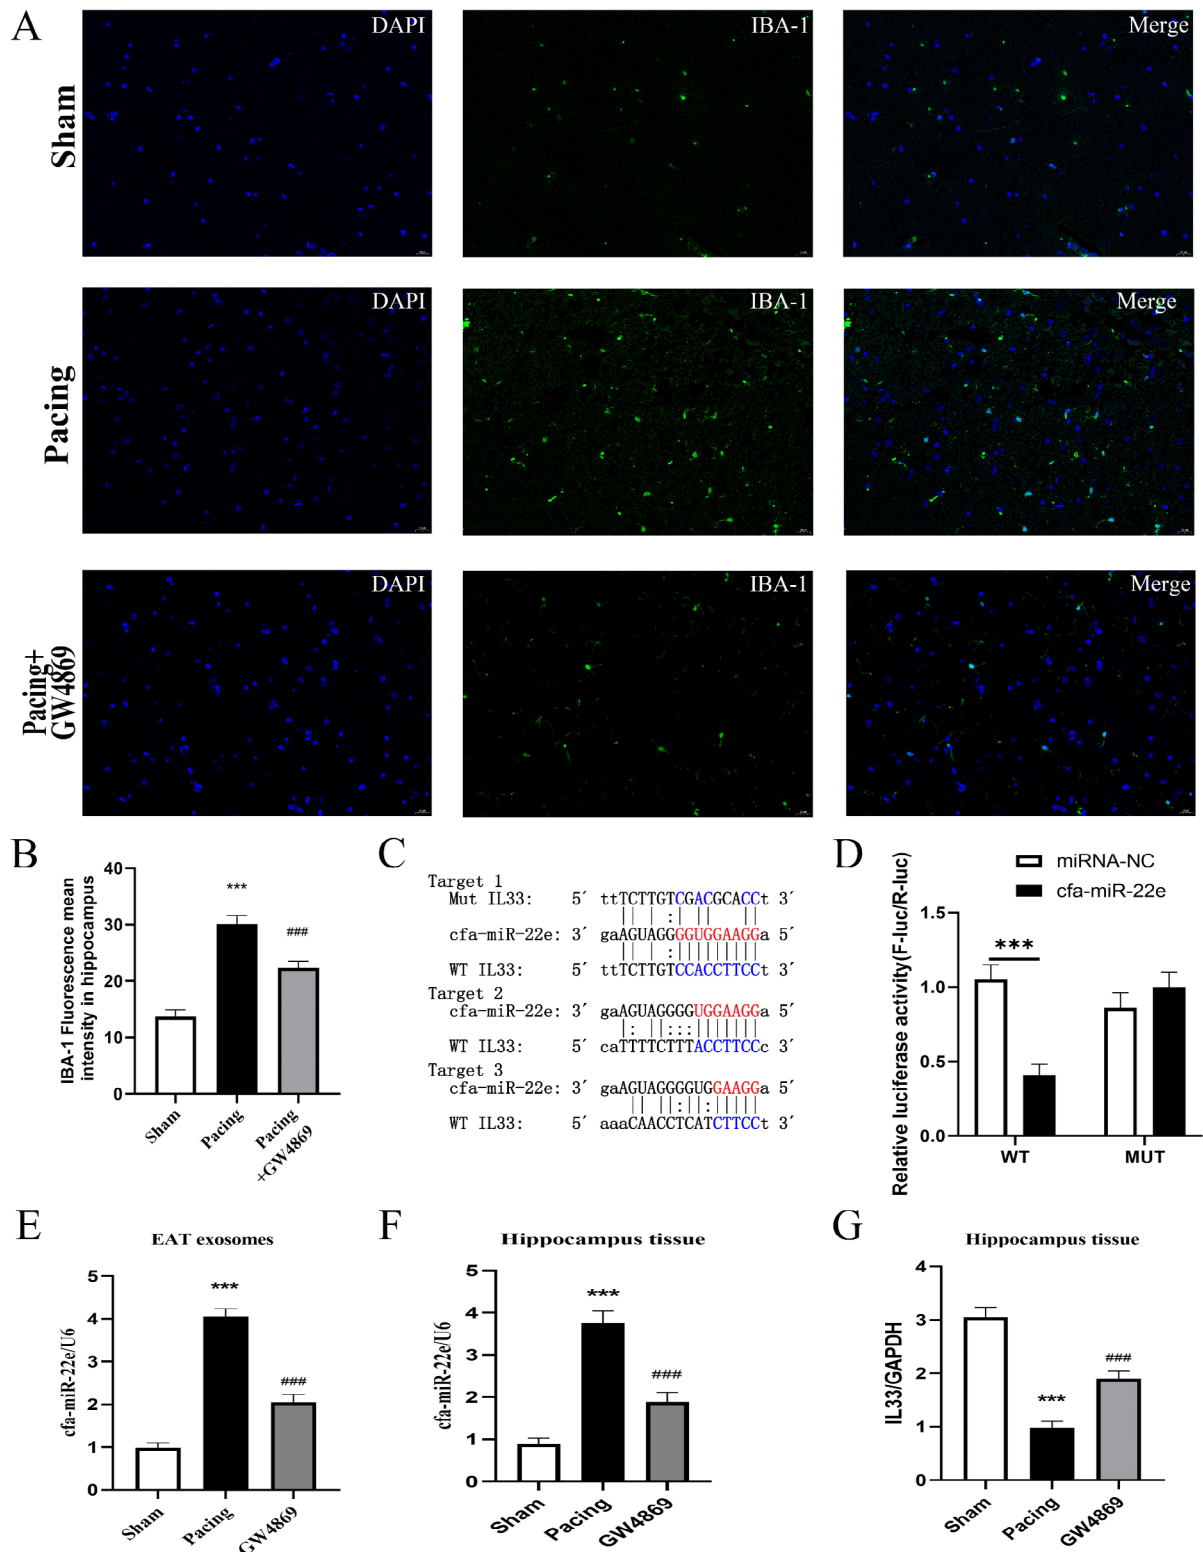 A
DAPI
IBA-1
Merge
Sham
DAPI
IBA-1
Merge
Pacing
DAPI
IBA-1
Merge
Pacing+
GW4869
B
IBA-1 Fluorescence mean
intensity in hippocampus
40
30
20
10
0
***
###
Sham
Pacing
Pacing
+GW4869
C
Target 1
Mut IL33: 5′ ttTCTTGTCGACGCACCt 3′
cfa-miR-22e: 3′ gaAGUAGGGGUGGAAGGa 5′
WT IL33: 5′ ttTCTTGTCCACCTTCCt 3′
Target 2
cfa-miR-22e: 3′ gaAGUAGGGGUGGAAGGa 5′
WT IL33: 5′ caTTTTCTTTACCTTCCc 3′
Target 3
cfa-miR-22e: 3′ gaAGUAGGGGUGGAAGGa 5′
WT IL33: 5′ aaaCAACCTCATCTTCCt 3′
D
miRNA-NC
cfa-miR-22e
Relative luciferase activity(F-luc/R-luc)
1.5
1.0
0.5
0.0
***
WT
MUT
E
EAT exosomes
cfa-miR-22e/U6
5
4
3
2
1
0
***
###
Sham
Pacing
GW4869
F
Hippocampus tissue
cfa-miR-22e/U6
5
4
3
2
1
0
***
###
Sham
Pacing
GW4869
G
Hippocampus tissue
IL33/GAPDH
4
3
2
1
0
***
###
Sham
Pacing
GW4869